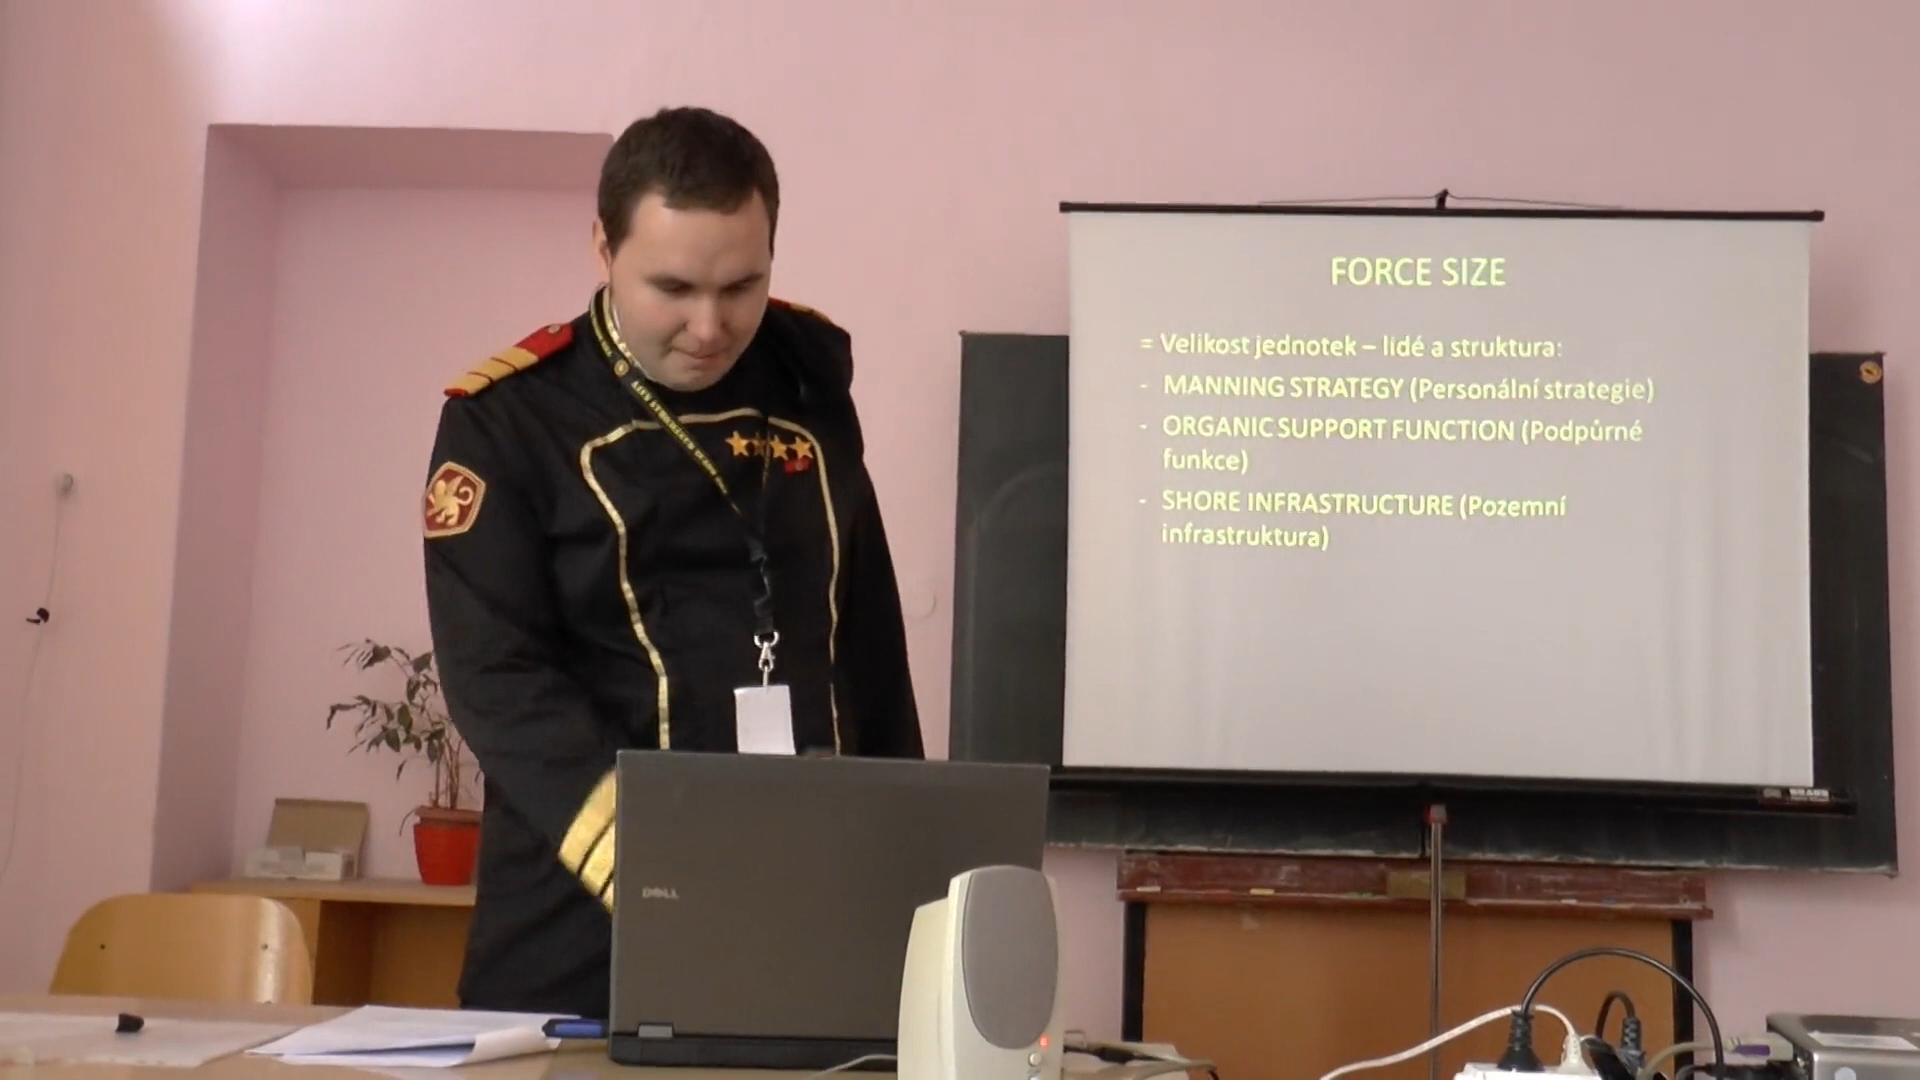 FORCE SIZE
= Velikost jednotek – lidé a struktura:
- MANNING STRATEGY (Personální strategie)
- ORGANIC SUPPORT FUNCTION (Podpůrné
funkce)
- SHORE INFRASTRUCTURE (Pozemní
infrastruktura)
DELL